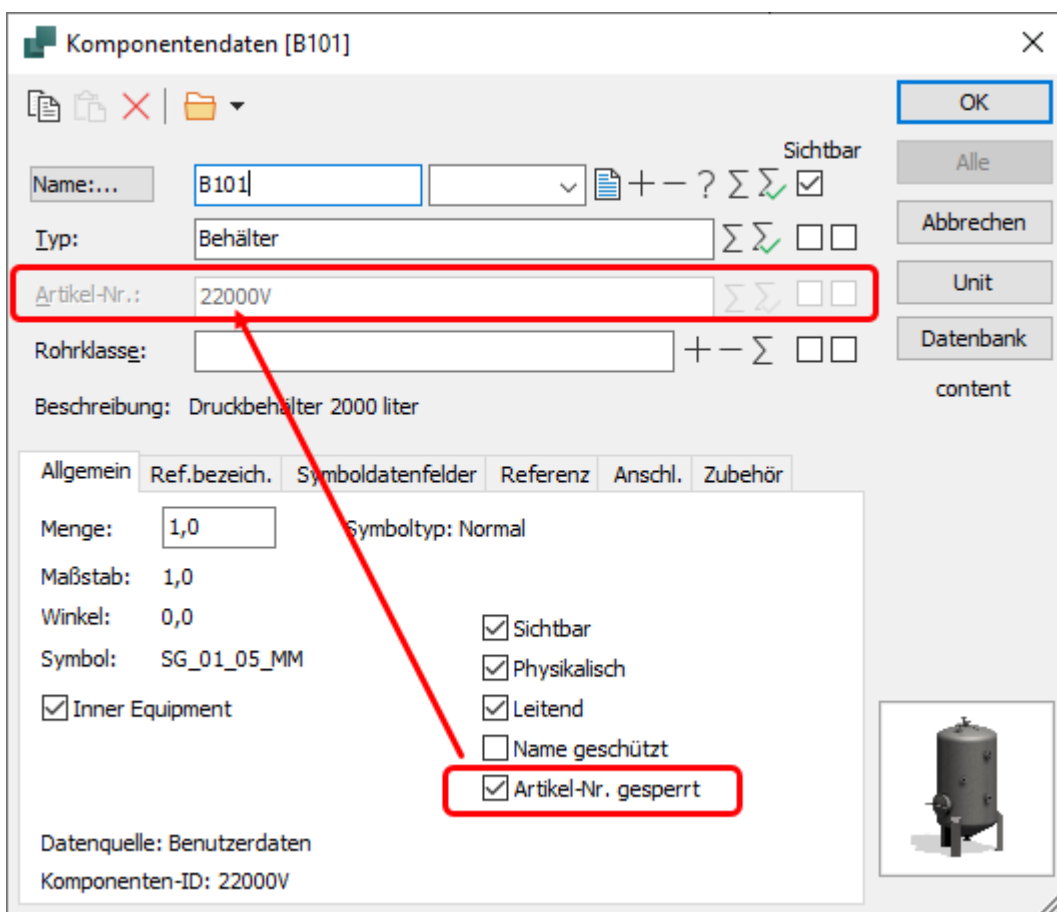 Komponentendaten [B101]
OK
Sichtbar
Alle
Name:...
B101
Abbrechen
Typ:
Behälter
Artikel-Nr.:
22000V
Unit
Rohrklasse:
Datenbank
content
Beschreibung: Druckbehälter 2000 liter
Allgemein Ref.bezeich. Symboldatenfelder Referenz Anschl. Zubehör
Menge: 1,0 Symboltyp: Normal
Maßstab: 1,0
Winkel: 0,0
Sichtbar
Symbol: SG_01_05_MM
Physikalisch
Inner Equipment
Leitend
Name geschützt
Artikel-Nr. gesperrt
Datenquelle: Benutzerdaten
Komponenten-ID: 22000V